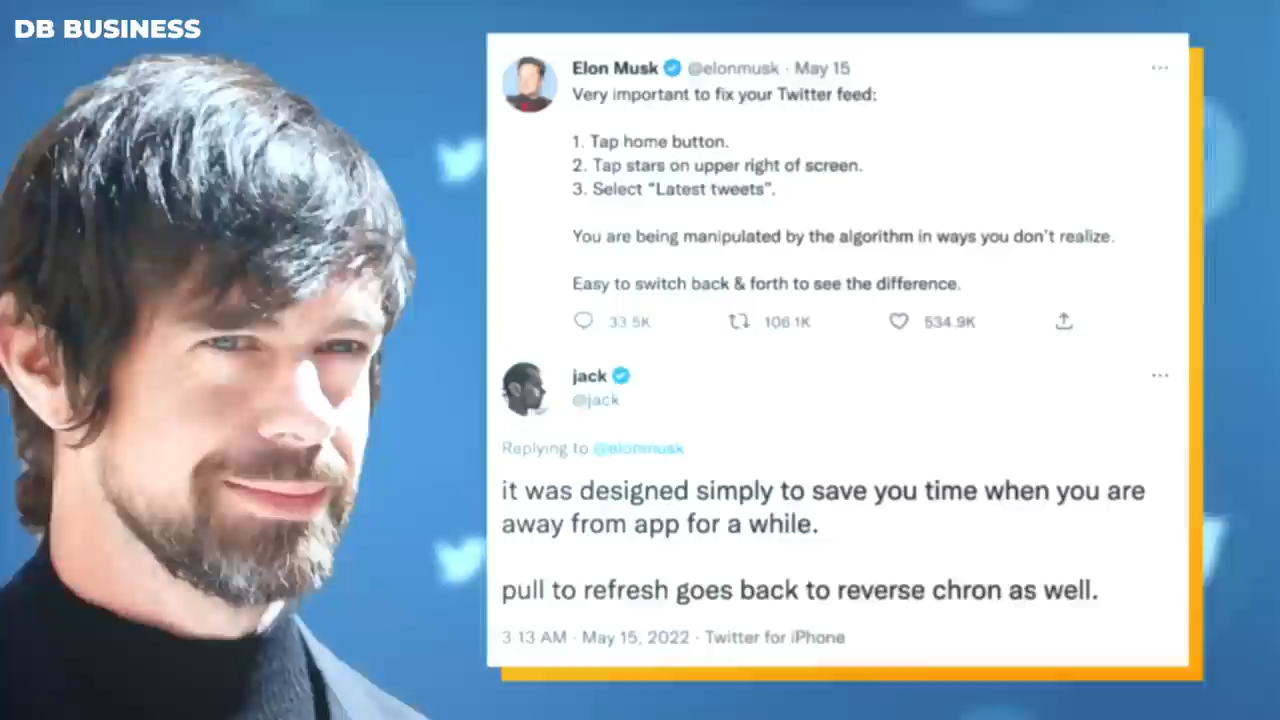 DB BUSINESS
Elon Musk @elonmusk · May 15
Very important to fix your Twitter feed:
1. Tap home button.
2. Tap stars on upper right of screen.
3. Select “Latest tweets”.
You are being manipulated by the algorithm in ways you don't realize.
Easy to switch back & forth to see the difference.
33.5K 106.1K 534.9K
jack
@jack
Replying to @elonmusk
it was designed simply to save you time when you are
away from app for a while.
pull to refresh goes back to reverse chron as well.
3:13 AM · May 15, 2022 · Twitter for iPhone